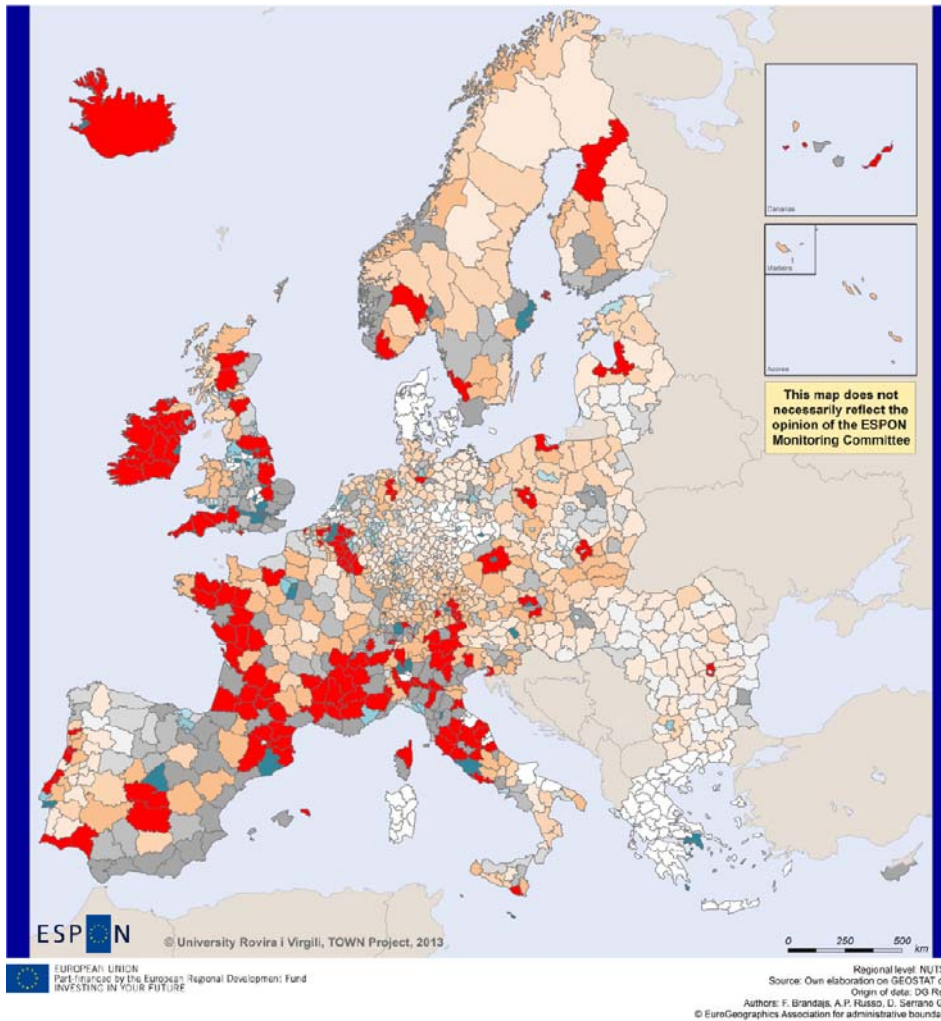 Canarias
Madeira
Acores
This map does not
necessarily reflect the
opinion of the ESPON
Monitoring Committee
ESPON
© University Rovira i Virgili, TOWN Project, 2013
0 250 500
km
EUROPEAN UNION
Part-financed by the European Regional Development Fund
INVESTING IN YOUR FUTURE
Regional level: NUTS
Source: Own elaboration on GEOSTAT
Origin of data: DG Re
Authors: F. Brandajs, A.P. Russo, D. Serrano G
© EuroGeographics Association for administrative bounda